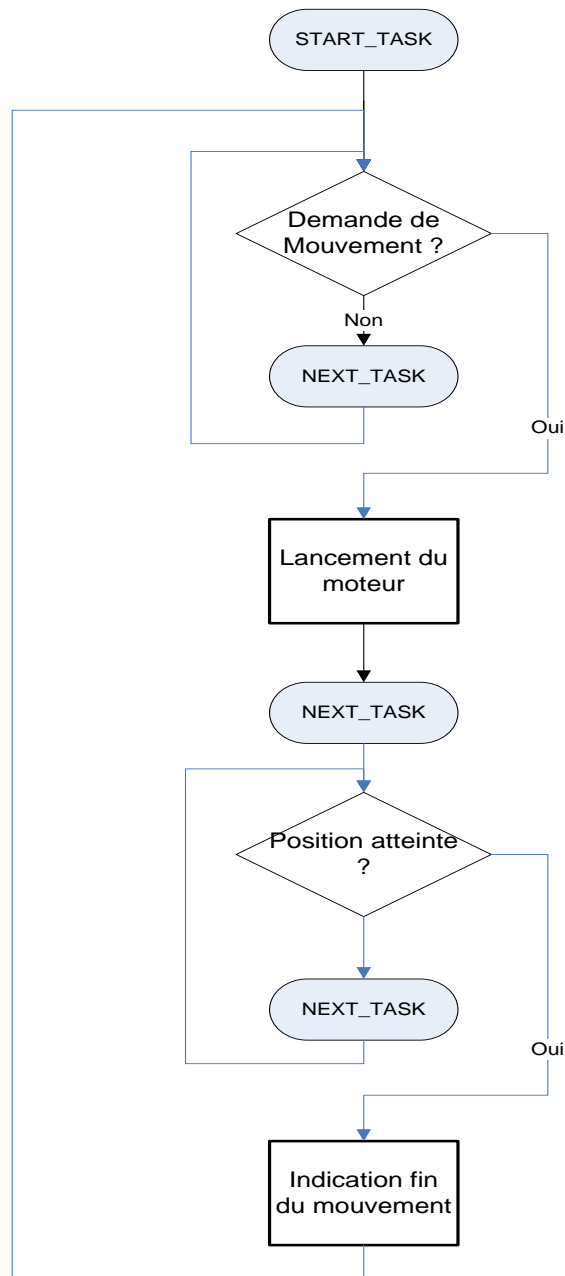 START_TASK
Demande de
Mouvement ?
Non
NEXT_TASK
Oui
Lancement du
moteur
NEXT_TASK
Position atteinte
?
NEXT_TASK
Oui
Indication fin
du mouvement